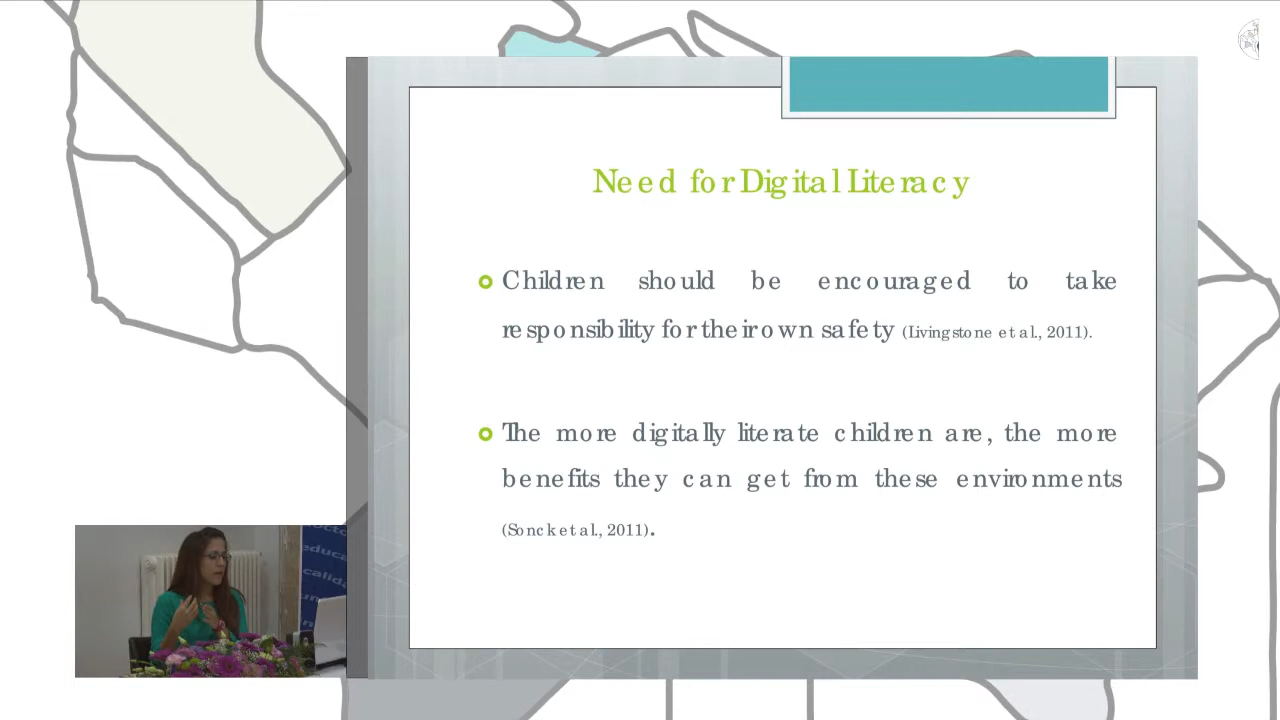 Need for Digital Literacy
Children should be encouraged to take
responsibility for their own safety (Livingstone et al., 2011).
The more digitally literate children are, the more
benefits they can get from these environments
(Sonck et al., 2011).
educa
calida